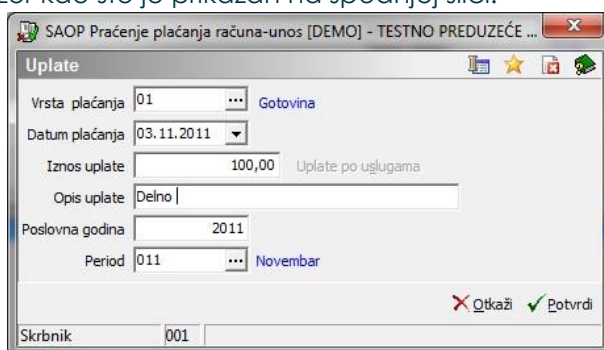 kao što je prikazan na spodnjoj slici.
SAOP Praćenje plaćanja računa-unos [DEMO] - TESTNO PREDUZEĆE ...
Uplate
Vrsta plaćanja 01 ... Gotovina
Datum plaćanja 03.11.2011
Iznos uplate 100,00 Uplate po uslugama
Opis uplate Delno
Poslovna godina 2011
Period 011 ... Novembar
Otkaži Potvrdi
Skrbnik 001